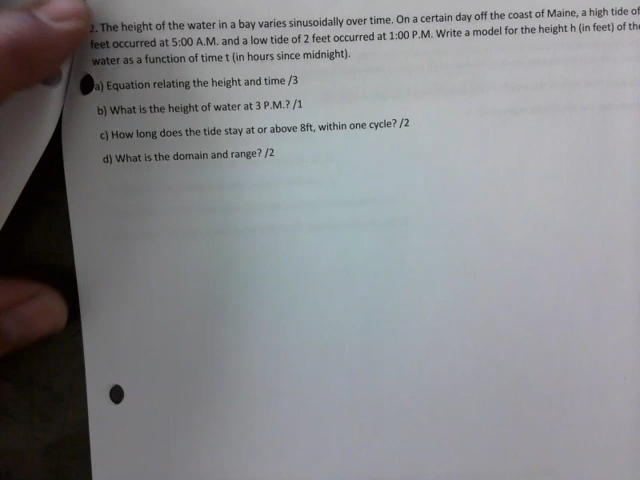 2. The height of the water in a bay varies sinusoidally over time. On a certain day off the coast of Maine, a high tide of
feet occurred at 5:00 A.M. and a low tide of 2 feet occurred at 1:00 P.M. Write a model for the height h (in feet) of the
water as a function of time t (in hours since midnight).
a) Equation relating the height and time /3
b) What is the height of water at 3 P.M.? /1
c) How long does the tide stay at or above 8ft, within one cycle? /2
d) What is the domain and range? /2